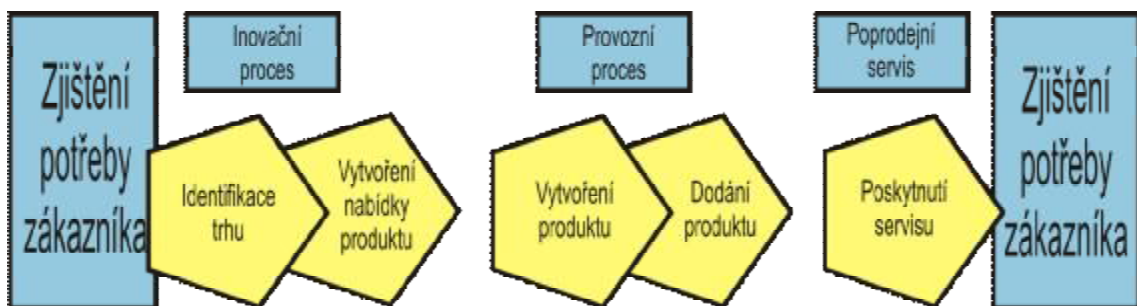 Zjištění
potřeby
zákazníka
Inovační
proces
Identifikace
trhu
Vytvoření
nabídky
produktu
Provozní
proces
Vytvoření
produktu
Dodání
produktu
Poprodejní
servis
Poskytnutí
servisu
Zjištění
potřeby
zákazníka